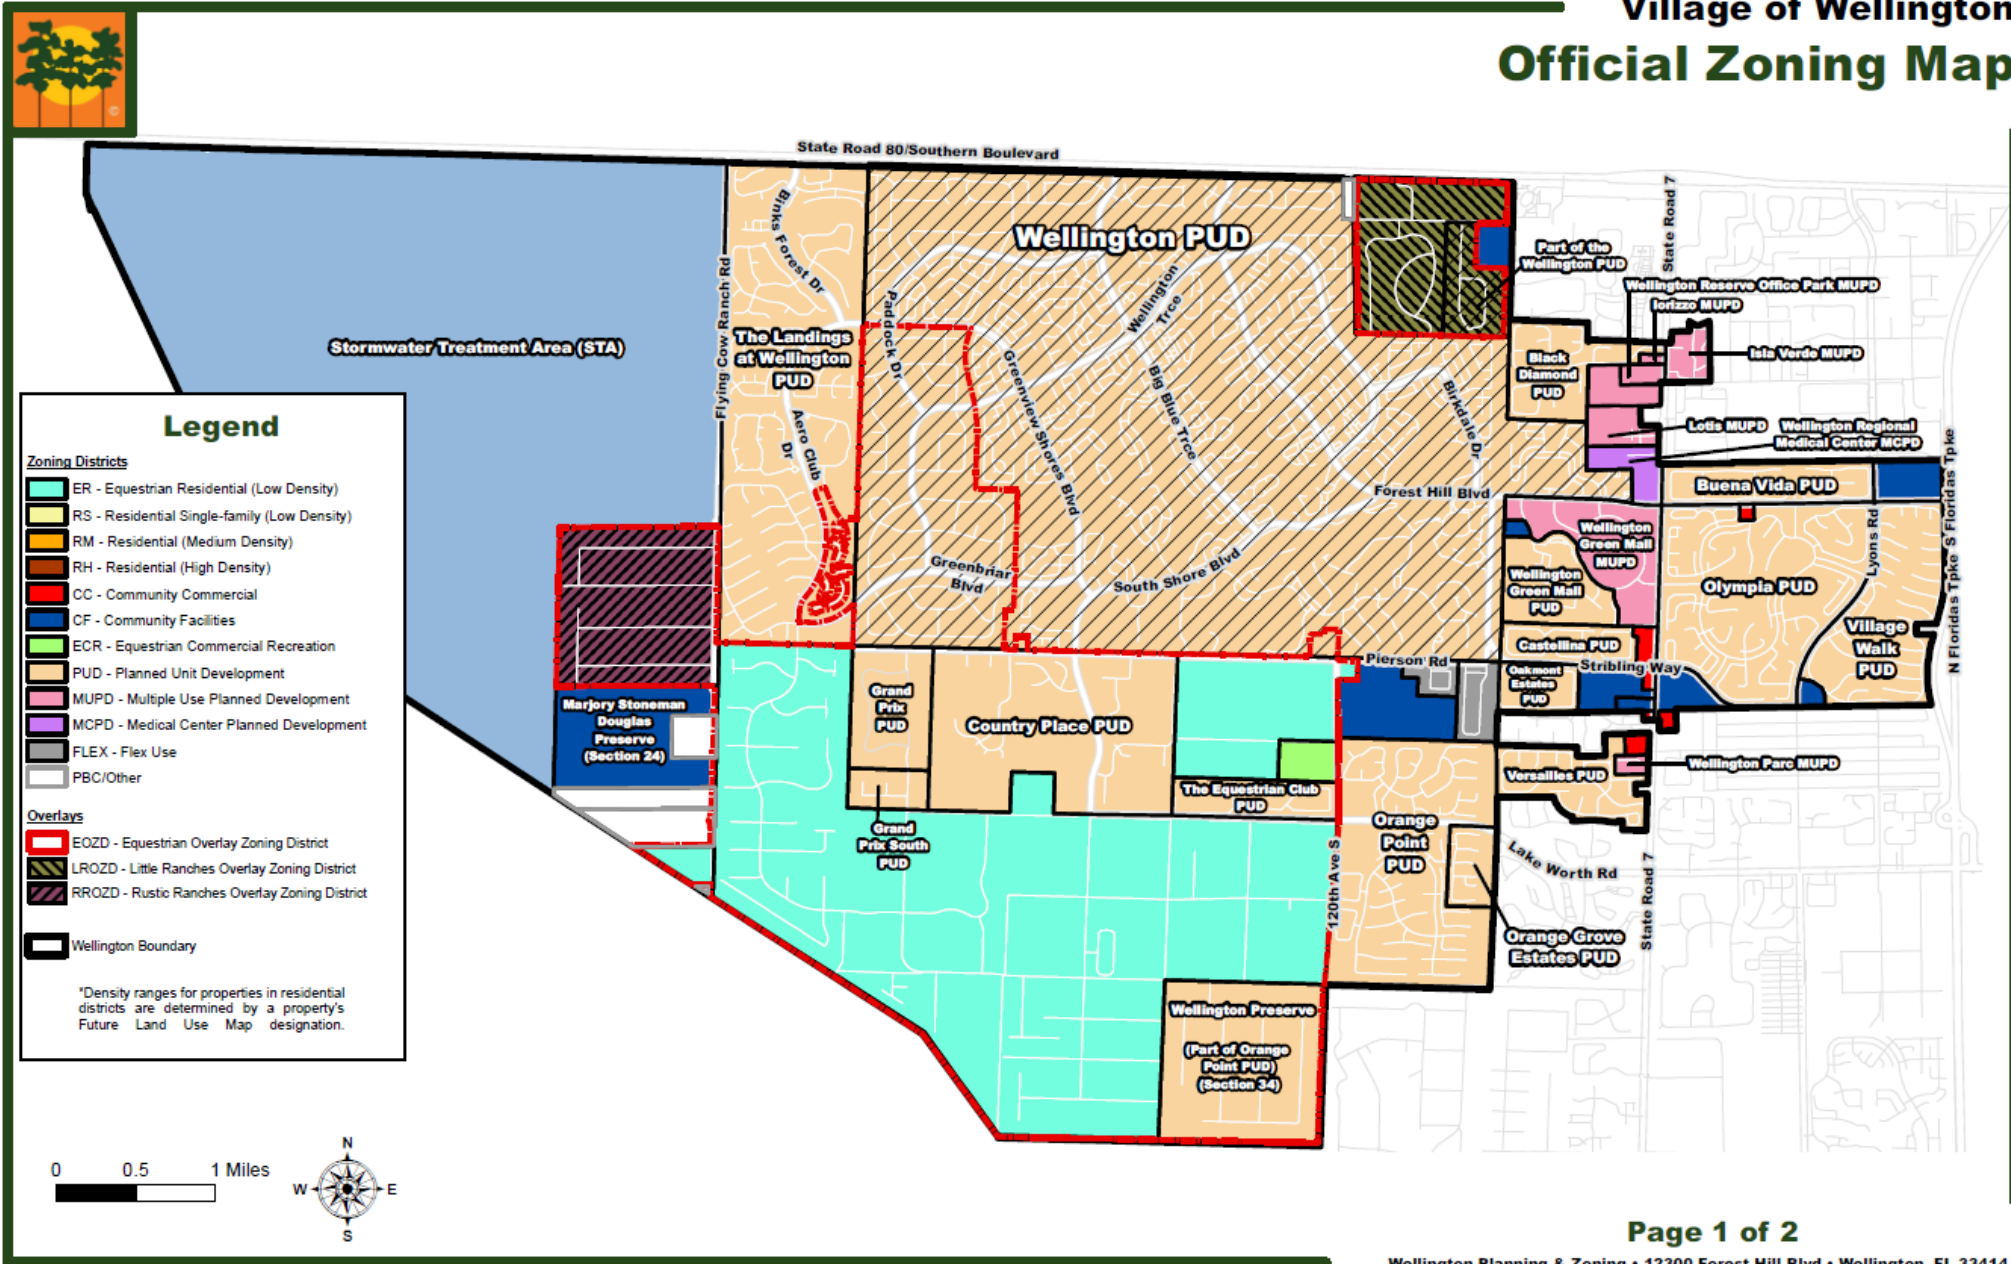 Village of Wellington
Official Zoning Map
©
State Road 80/Southern Boulevard
State Road 7
Binks Forest Dr
Wellington PUD
Part of the
Wellington PUD
Flying Cow Ranch Rd
Paddock Dr
Wellington
Trce
Wellington Reserve Office Park MUPD
Iorizzo MUPD
Stormwater Treatment Area (STA)
The Landings
at Wellington
PUD
Greenview Shores Blvd
Big Blue Trce
Birkdale Dr
Black
Diamond
PUD
Isla Verde MUPD
Aero Club
Dr
Lotis MUPD
Wellington Regional
Medical Center MCPD
Forest Hill Blvd
Buena Vida PUD
N Floridas Tpke S Floridas Tpke
Lyons Rd
Wellington
Green Mall
MUPD
Greenbriar
Blvd
South Shore Blvd
Wellington
Green Mall
PUD
Olympia PUD
Village
Walk
PUD
Castellina PUD
Pierson Rd
Stribling Way
Oakmont
Estates
PUD
Marjory Stoneman
Douglas
Preserve
(Section 24)
Grand
Prix
PUD
Country Place PUD
The Equestrian Club
PUD
Versailles PUD
Wellington Parc MUPD
Grand
Prix South
PUD
Orange
Point
PUD
120th Ave S
Lake Worth Rd
State Road 7
Orange Grove
Estates PUD
Wellington Preserve
(Part of Orange
Point PUD)
(Section 34)
Legend
Zoning Districts
ER - Equestrian Residential (Low Density)
RS - Residential Single-family (Low Density)
RM - Residential (Medium Density)
RH - Residential (High Density)
CC - Community Commercial
CF - Community Facilities
ECR - Equestrian Commercial Recreation
PUD - Planned Unit Development
MUPD - Multiple Use Planned Development
MCPD - Medical Center Planned Development
FLEX - Flex Use
PBC/Other
Overlays
EOZD - Equestrian Overlay Zoning District
LROZD - Little Ranches Overlay Zoning District
RROZD - Rustic Ranches Overlay Zoning District
Wellington Boundary
*Density ranges for properties in residential
districts are determined by a property's
Future Land Use Map designation.
0 0.5 1 Miles
N
W E
S
Page 1 of 2
Wellington Planning & Zoning • 12300 Forest Hill Blvd • Wellington, FL 33414